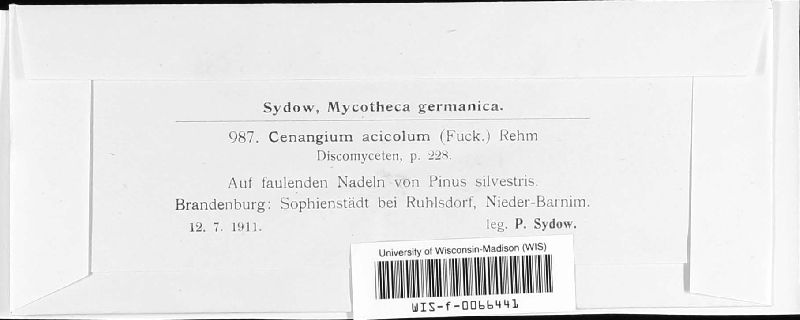 Sydow, Mycotheca germanica.
987. Cenangium acicolum (Fuck.) Rehm
Discomyceten, p. 228.
Auf faulenden Nadeln von Pinus silvestris.
Brandenburg: Sophienstädt bei Ruhlsdorf, Nieder-Barnim.
12. 7. 1911. leg. P. Sydow.
University of Wisconsin-Madison (WIS)
WIS-f-0066441